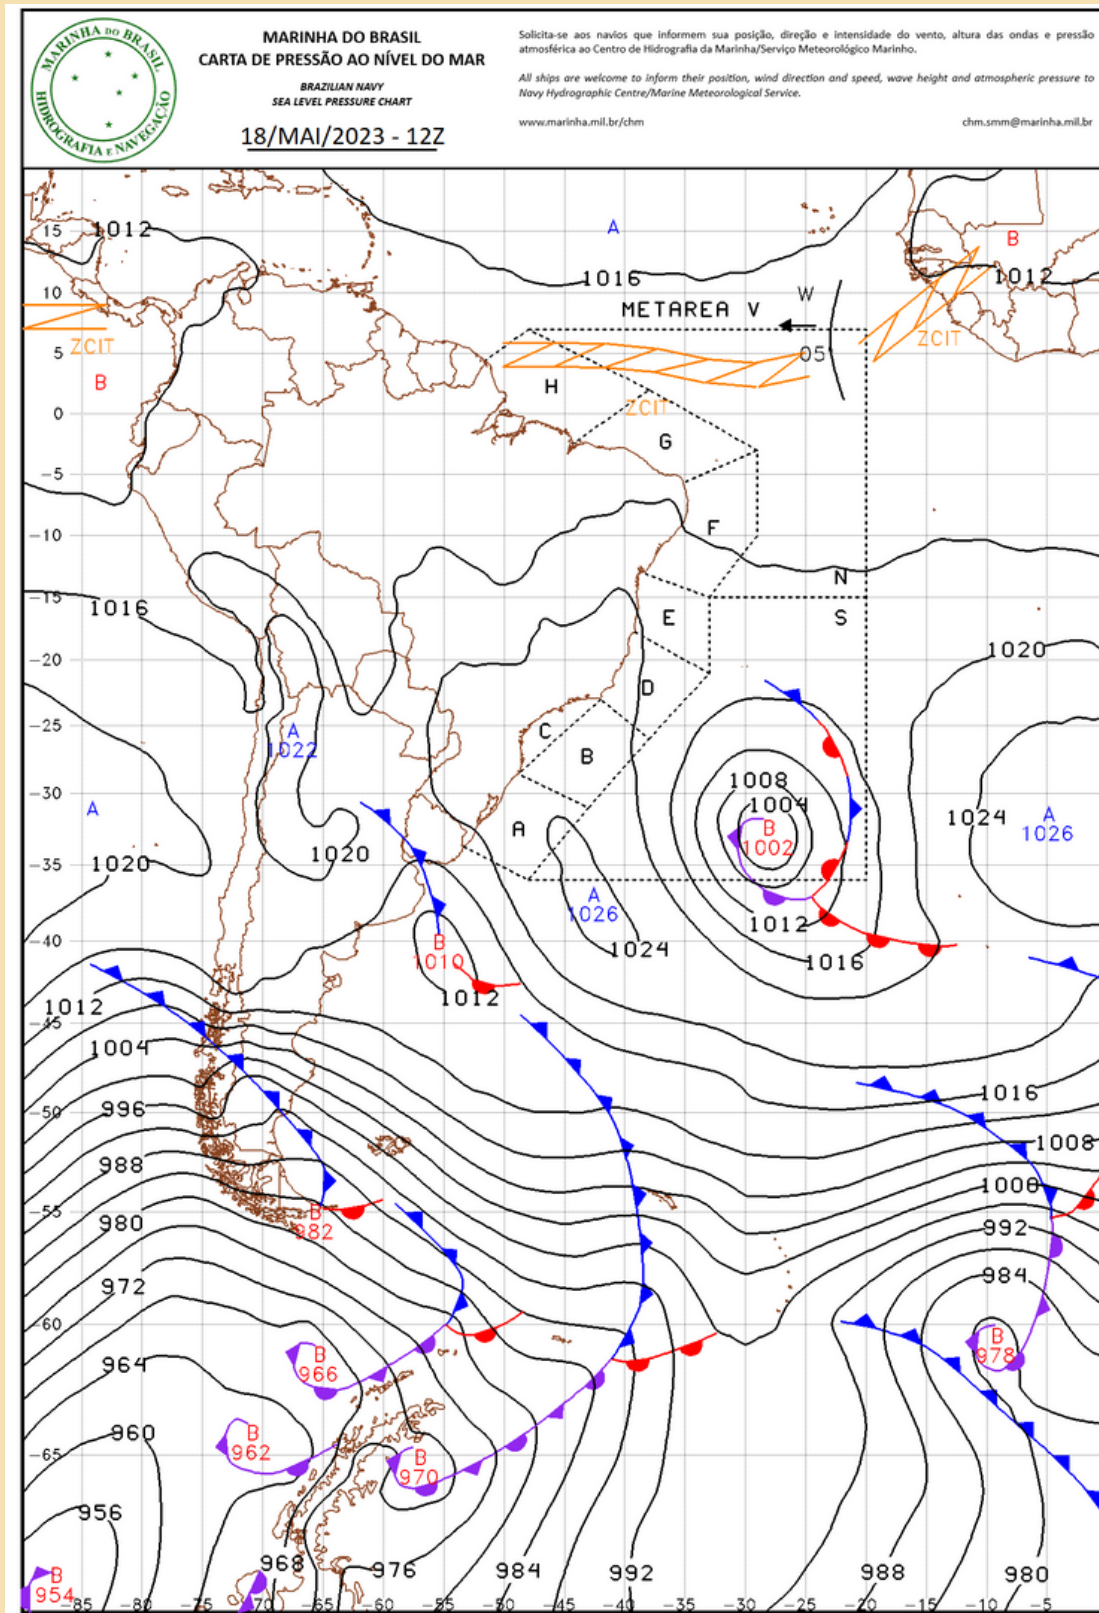 MARINHA DO BRASIL
HIDROGRAFIA E NAVEGAÇÃO
MARINHA DO BRASIL
CARTA DE PRESSÃO AO NÍVEL DO MAR
BRAZILIAN NAVY
SEA LEVEL PRESSURE CHART
18/MAI/2023 - 12Z
Solicita-se aos navios que informem sua posição, direção e intensidade do vento, altura das ondas e pressão
atmosférica ao Centro de Hidrografia da Marinha/Serviço Meteorológico Marinho.
All ships are welcome to inform their position, wind direction and speed, wave height and atmospheric pressure to
Navy Hydrographic Centre/Marine Meteorological Service.
www.marinha.mil.br/chm
chm.smm@marinha.mil.br
15
1012
A
B
1016
1012
10
METAREA V
W
ZCIT
5
05
ZCIT
B
H
ZCIT
0
G
-5
F
-10
N
-15
1016
E
S
-20
1020
D
-25
A
1022
C
B
1008
-30
1004
A
A
B
1002
1024
A
1026
1020
1020
-35
A
1026
1012
-40
B
1010
1024
1016
1012
1012
-45
1004
996
-50
1016
988
1008
1000
-55
980
B
982
992
972
984
-60
964
B
966
B
978
960
B
962
-65
B
970
956
968
976
984
992
988
980
B
954
-85
-80
-75
-70
-65
-60
-55
-50
-45
-40
-35
-30
-25
-20
-15
-10
-5